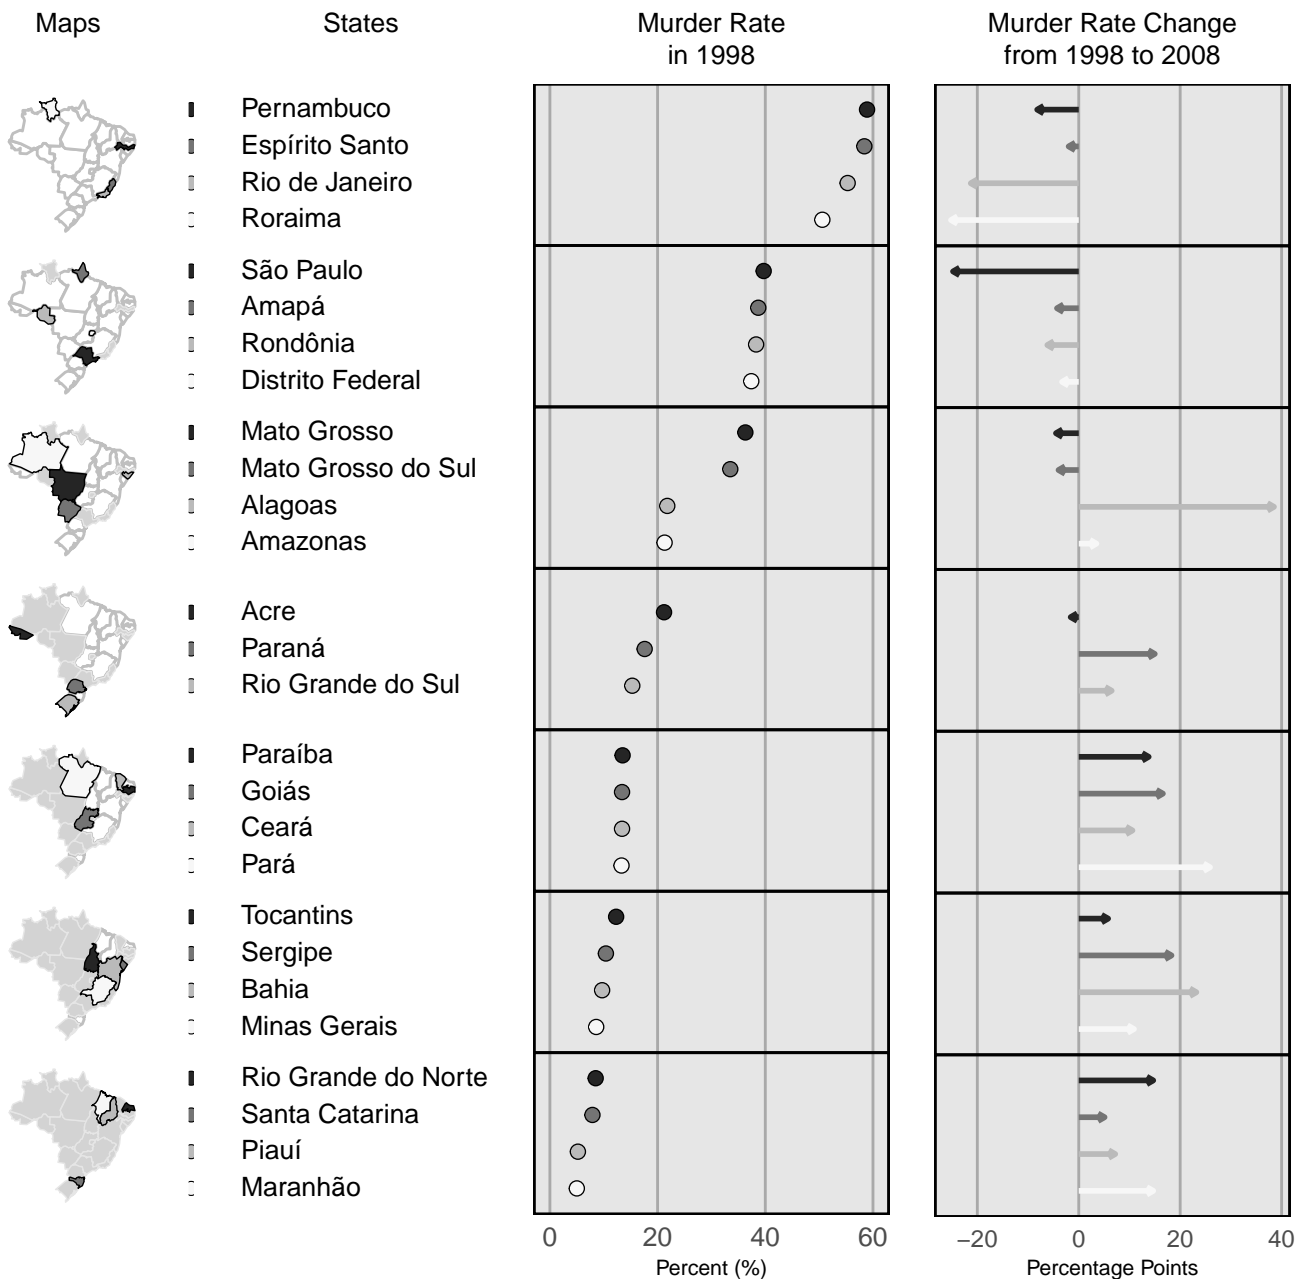 Maps
States
Murder Rate
in 1998
Murder Rate Change
from 1998 to 2008
Pernambuco
Espírito Santo
Rio de Janeiro
Roraima
São Paulo
Amapá
Rondônia
Distrito Federal
Mato Grosso
Mato Grosso do Sul
Alagoas
Amazonas
Acre
Paraná
Rio Grande do Sul
Paraíba
Goiás
Ceará
Pará
Tocantins
Sergipe
Bahia
Minas Gerais
Rio Grande do Norte
Santa Catarina
Piauí
Maranhão
0 20 40 60
Percent (%)
−20 0 20 40
Percentage Points